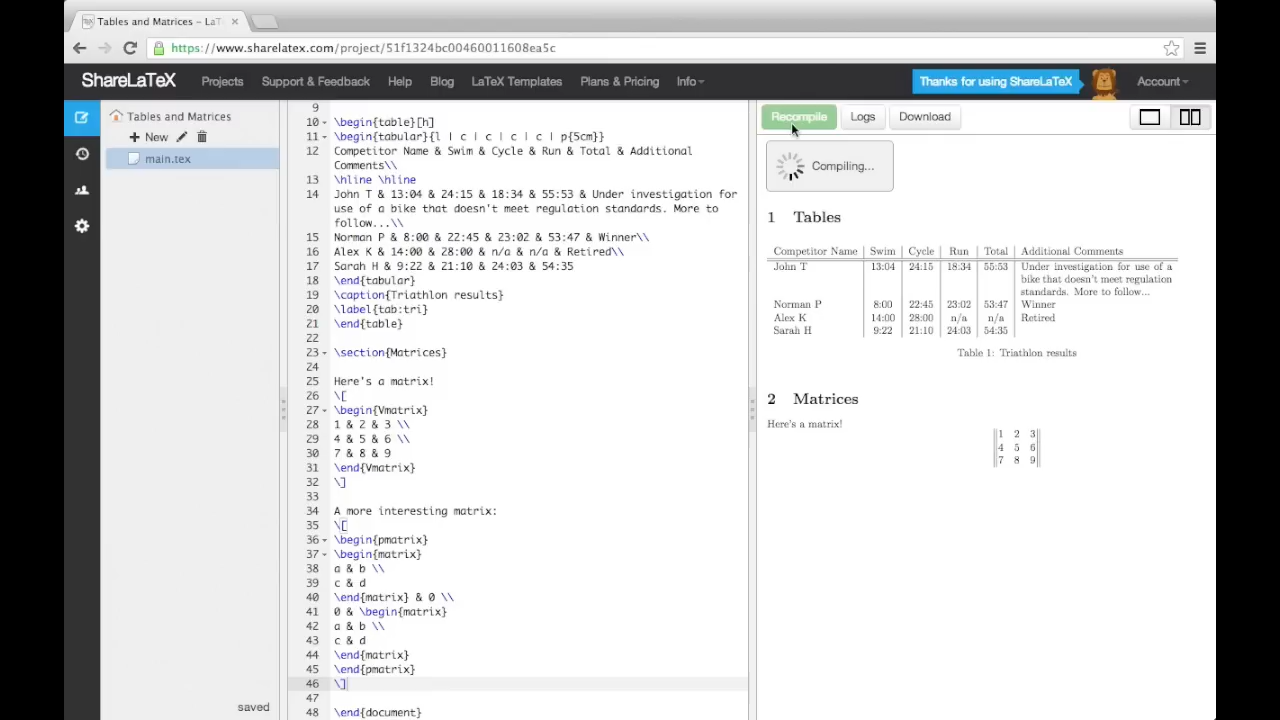 Tables and Matrices – LaT
https://www.sharelatex.com/project/51f1324bc00460011608ea5c
ShareLaTeX Projects Support & Feedback Help Blog LaTeX Templates Plans & Pricing Info Thanks for using ShareLaTeX Account
Tables and Matrices
New
main.tex
saved
9
10 \begin{table}[h]
11 \begin{tabular}{l | c | c | c | c | p{5cm}}
12 Competitor Name & Swim & Cycle & Run & Total & Additional
Comments\\
13 \hline \hline
14 John T & 13:04 & 24:15 & 18:34 & 55:53 & Under investigation for
use of a bike that doesn't meet regulation standards. More to
follow...\\
15 Norman P & 8:00 & 22:45 & 23:02 & 53:47 & Winner\\
16 Alex K & 14:00 & 28:00 & n/a & n/a & Retired\\
17 Sarah H & 9:22 & 21:10 & 24:03 & 54:35
18 \end{tabular}
19 \caption{Triathlon results}
20 \label{tab:tri}
21 \end{table}
22
23 \section{Matrices}
24
25 Here's a matrix!
26 \[
27 \begin{Vmatrix}
28 1 & 2 & 3 \\
29 4 & 5 & 6 \\
30 7 & 8 & 9
31 \end{Vmatrix}
32 \]
33
34 A more interesting matrix:
35 \[
36 \begin{pmatrix}
37 \begin{matrix}
38 a & b \\
39 c & d
40 \end{matrix} & 0 \\
41 0 & \begin{matrix}
42 a & b \\
43 c & d
44 \end{matrix}
45 \end{pmatrix}
46 \]
47
48 \end{document}
Recompile Logs Download
Compiling...
1 Tables
Competitor Name Swim Cycle Run Total Additional Comments
John T 13:04 24:15 18:34 55:53 Under investigation for use of a
bike that doesn't meet regulation
standards. More to follow...
Norman P 8:00 22:45 23:02 53:47 Winner
Alex K 14:00 28:00 n/a n/a Retired
Sarah H 9:22 21:10 24:03 54:35
Table 1: Triathlon results
2 Matrices
Here's a matrix!
1 2 3
4 5 6
7 8 9